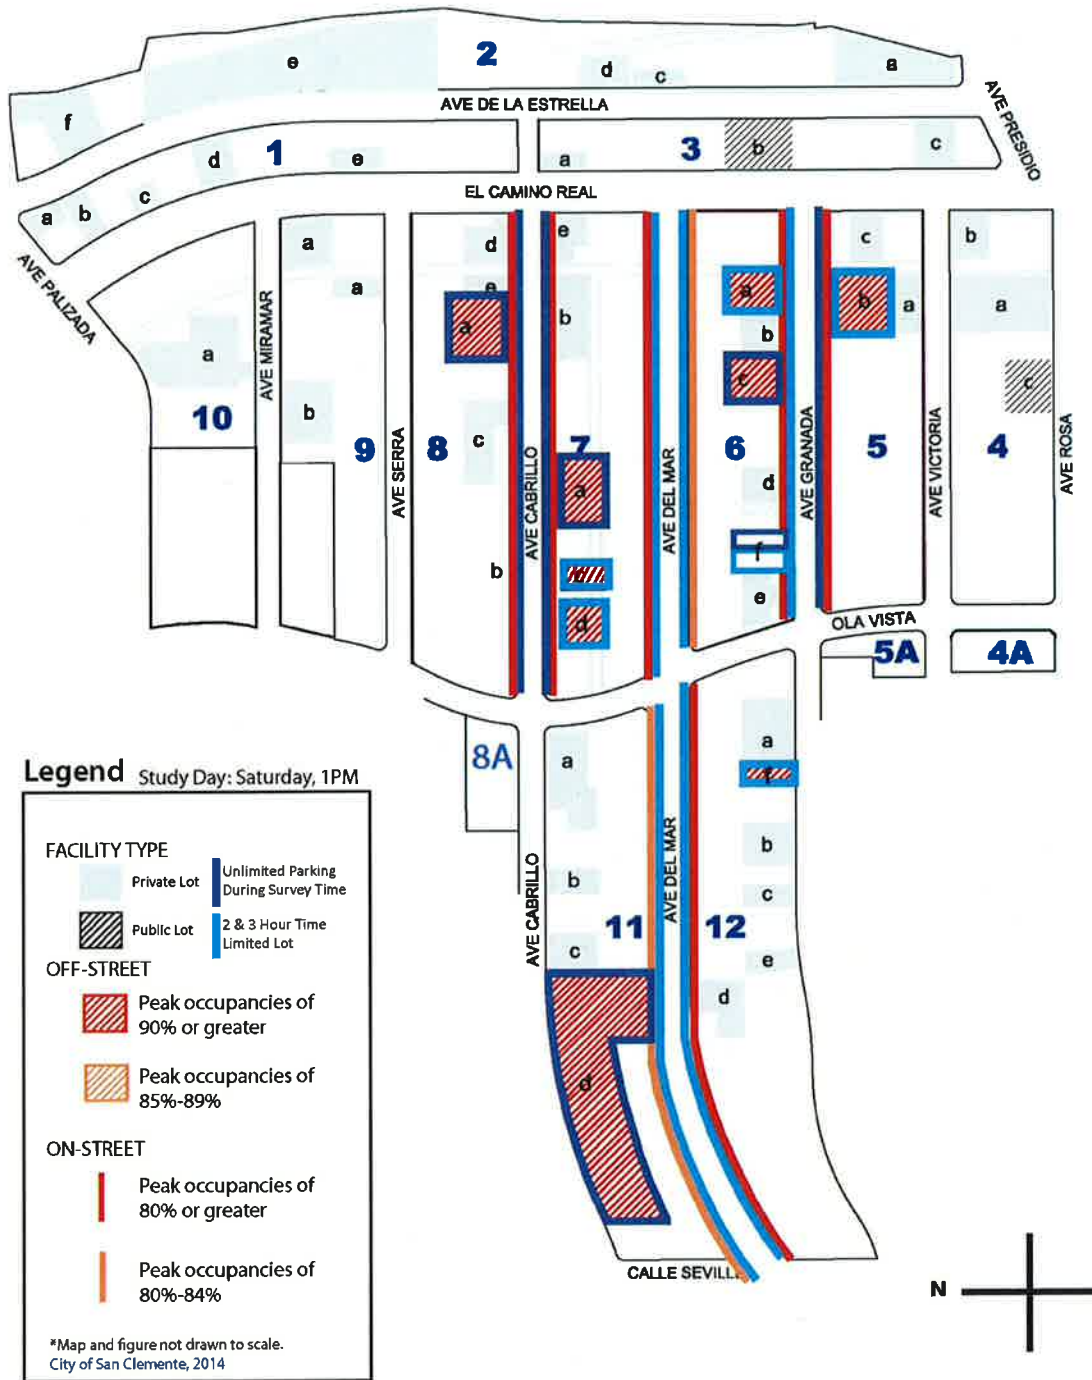 e
2
d
c
a
AVE DE LA ESTRELLA
AVE PRESIDIO
f
1
d
e
a
3
b
c
c
a
b
EL CAMINO REAL
AVE PALIZADA
a
10
AVE MIRAMAR
a
a
b
9
AVE SERRA
d
e
a
8
c
b
AVE CABRILLO
e
b
7
a
d
AVE DEL MAR
a
b
c
6
d
f
e
AVE GRANADA
c
b
a
5
AVE VICTORIA
b
a
c
4
AVE ROSA
OLA VISTA
5A
4A
8A
AVE CABRILLO
a
b
c
11
d
AVE DEL MAR
a
f
b
c
12
e
d
CALLE SEVILL
N
Legend Study Day: Saturday, 1PM
FACILITY TYPE
Private Lot
Unlimited Parking
During Survey Time
Public Lot
2 & 3 Hour Time
Limited Lot
OFF-STREET
Peak occupancies of
90% or greater
Peak occupancies of
85%-89%
ON-STREET
Peak occupancies of
80% or greater
Peak occupancies of
80%-84%
*Map and figure not drawn to scale.
City of San Clemente, 2014